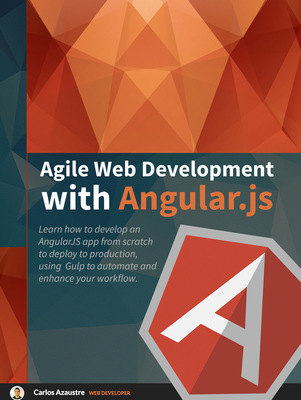 Agile Web Development
with Angular.js
Learn how to develop an
AngularJS app from scratch
to deploy to production,
using Gulp to automate and
enhance your workflow.
Carlos Azaustre WEB DEVELOPER